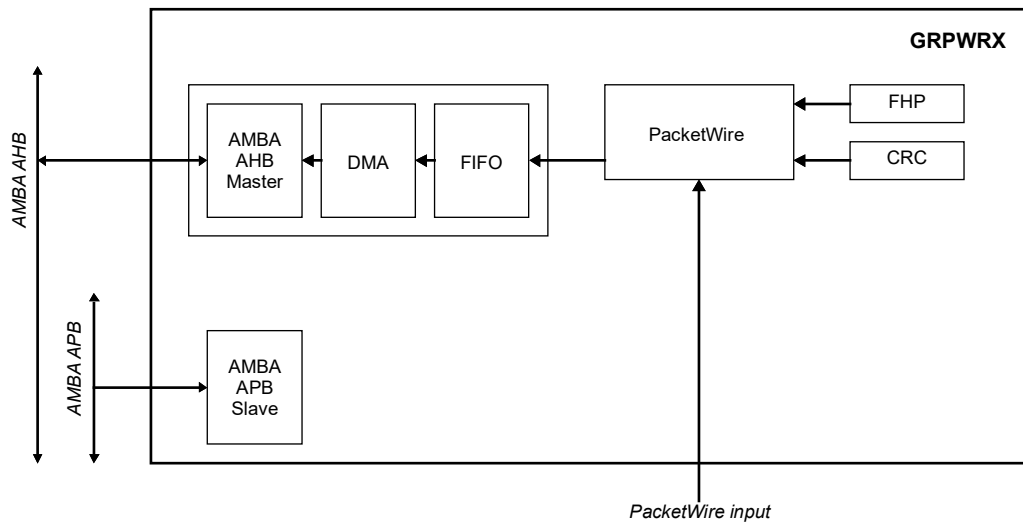 GRPWRX
FHP
PacketWire
CRC
AMBA
AHB
Master
DMA
FIFO
AMBA AHB
AMBA APB
AMBA
APB
Slave
PacketWire input